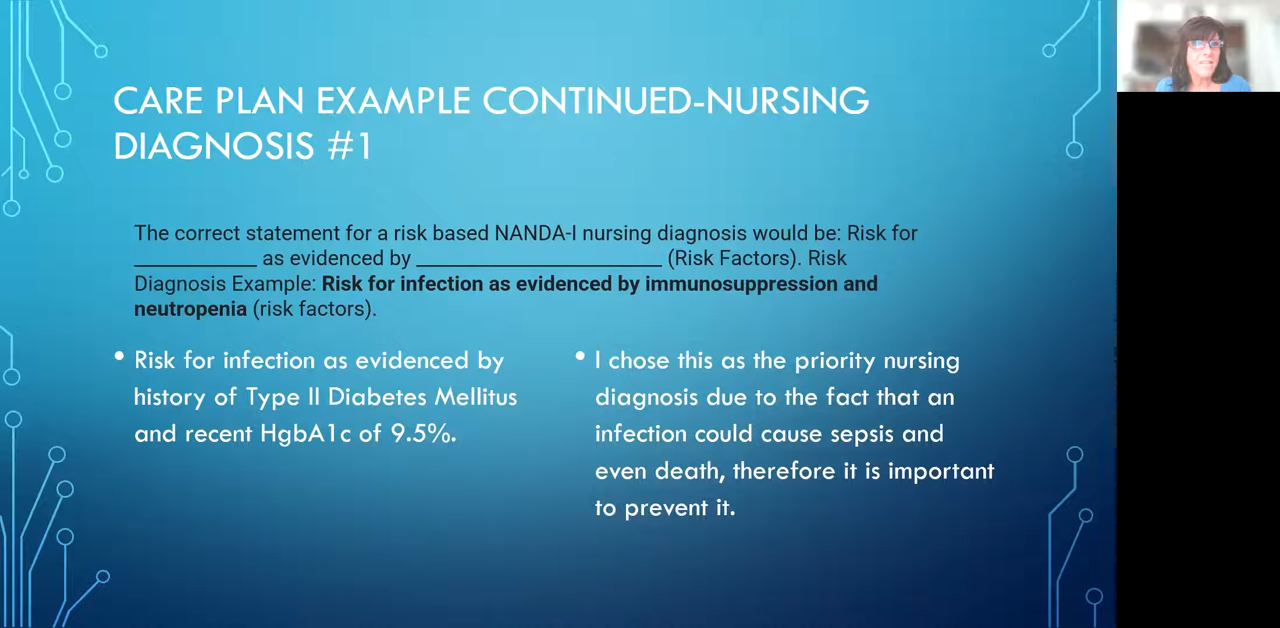 CARE PLAN EXAMPLE CONTINUED-NURSING
DIAGNOSIS #1
The correct statement for a risk based NANDA-I nursing diagnosis would be: Risk for
___________ as evidenced by ______________________ (Risk Factors). Risk
Diagnosis Example: Risk for infection as evidenced by immunosuppression and
neutropenia (risk factors).
• Risk for infection as evidenced by
history of Type II Diabetes Mellitus
and recent HgbA1c of 9.5%.
• I chose this as the priority nursing
diagnosis due to the fact that an
infection could cause sepsis and
even death, therefore it is important
to prevent it.